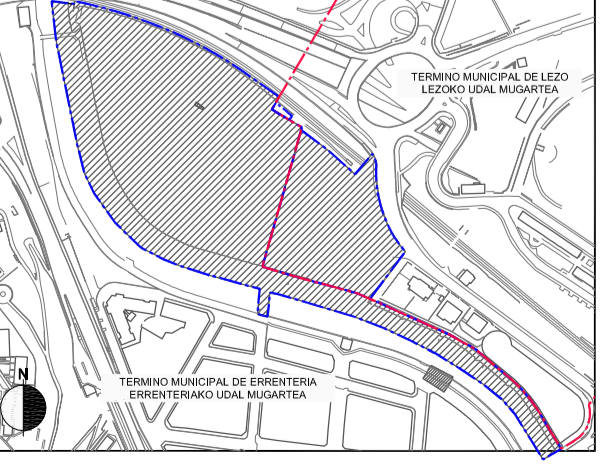 TERMINO MUNICIPAL DE LEZO
LEZOKO UDAL MUGARTEA
TERMINO MUNICIPAL DE ERRENTERIA
ERRENTERIAKO UDAL MUGARTEA
N